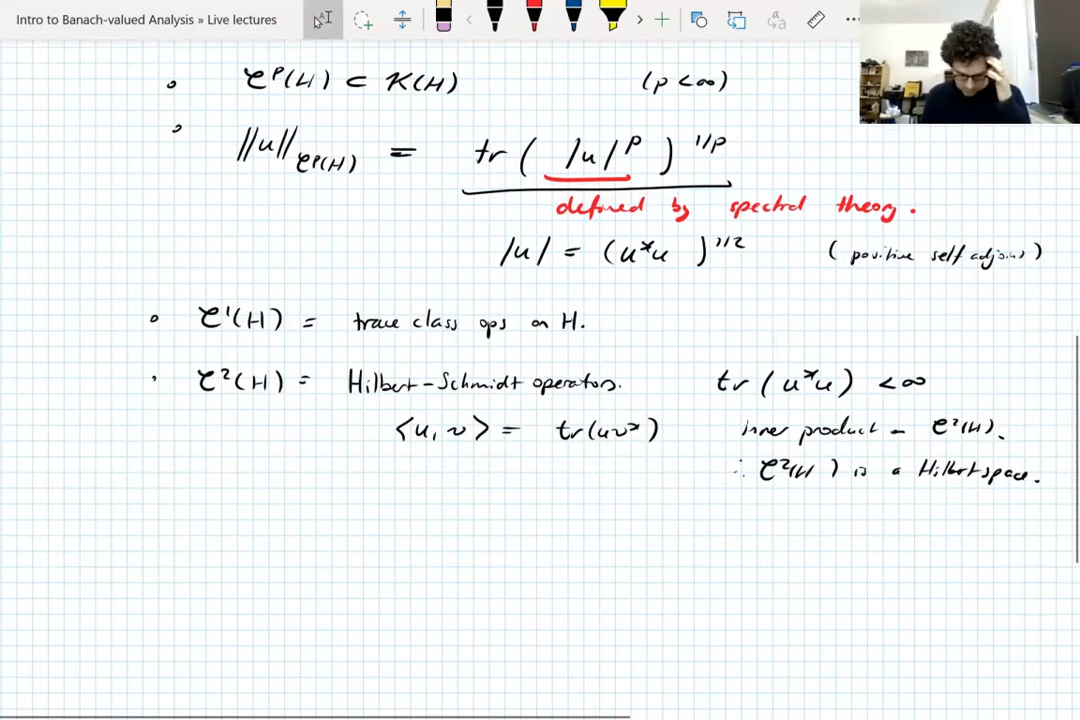 Intro to Banach-valued Analysis » Live lectures
• 𝒞ᵖ(H) ⊂ K(H) (p < ∞)
• ||u||_𝒞ᵖ(H) = tr( |u|ᵖ )^1/p
defined by spectral theory.
|u| = (u*u)^1/2 (positive self adjoint)
• 𝒞¹(H) = trace class ops on H.
• 𝒞²(H) = Hilbert-Schmidt operators. tr(u*u) < ∞
<u, v> = tr(uv*) inner product on 𝒞²(H).
∴ 𝒞²(H) is a Hilbert space.